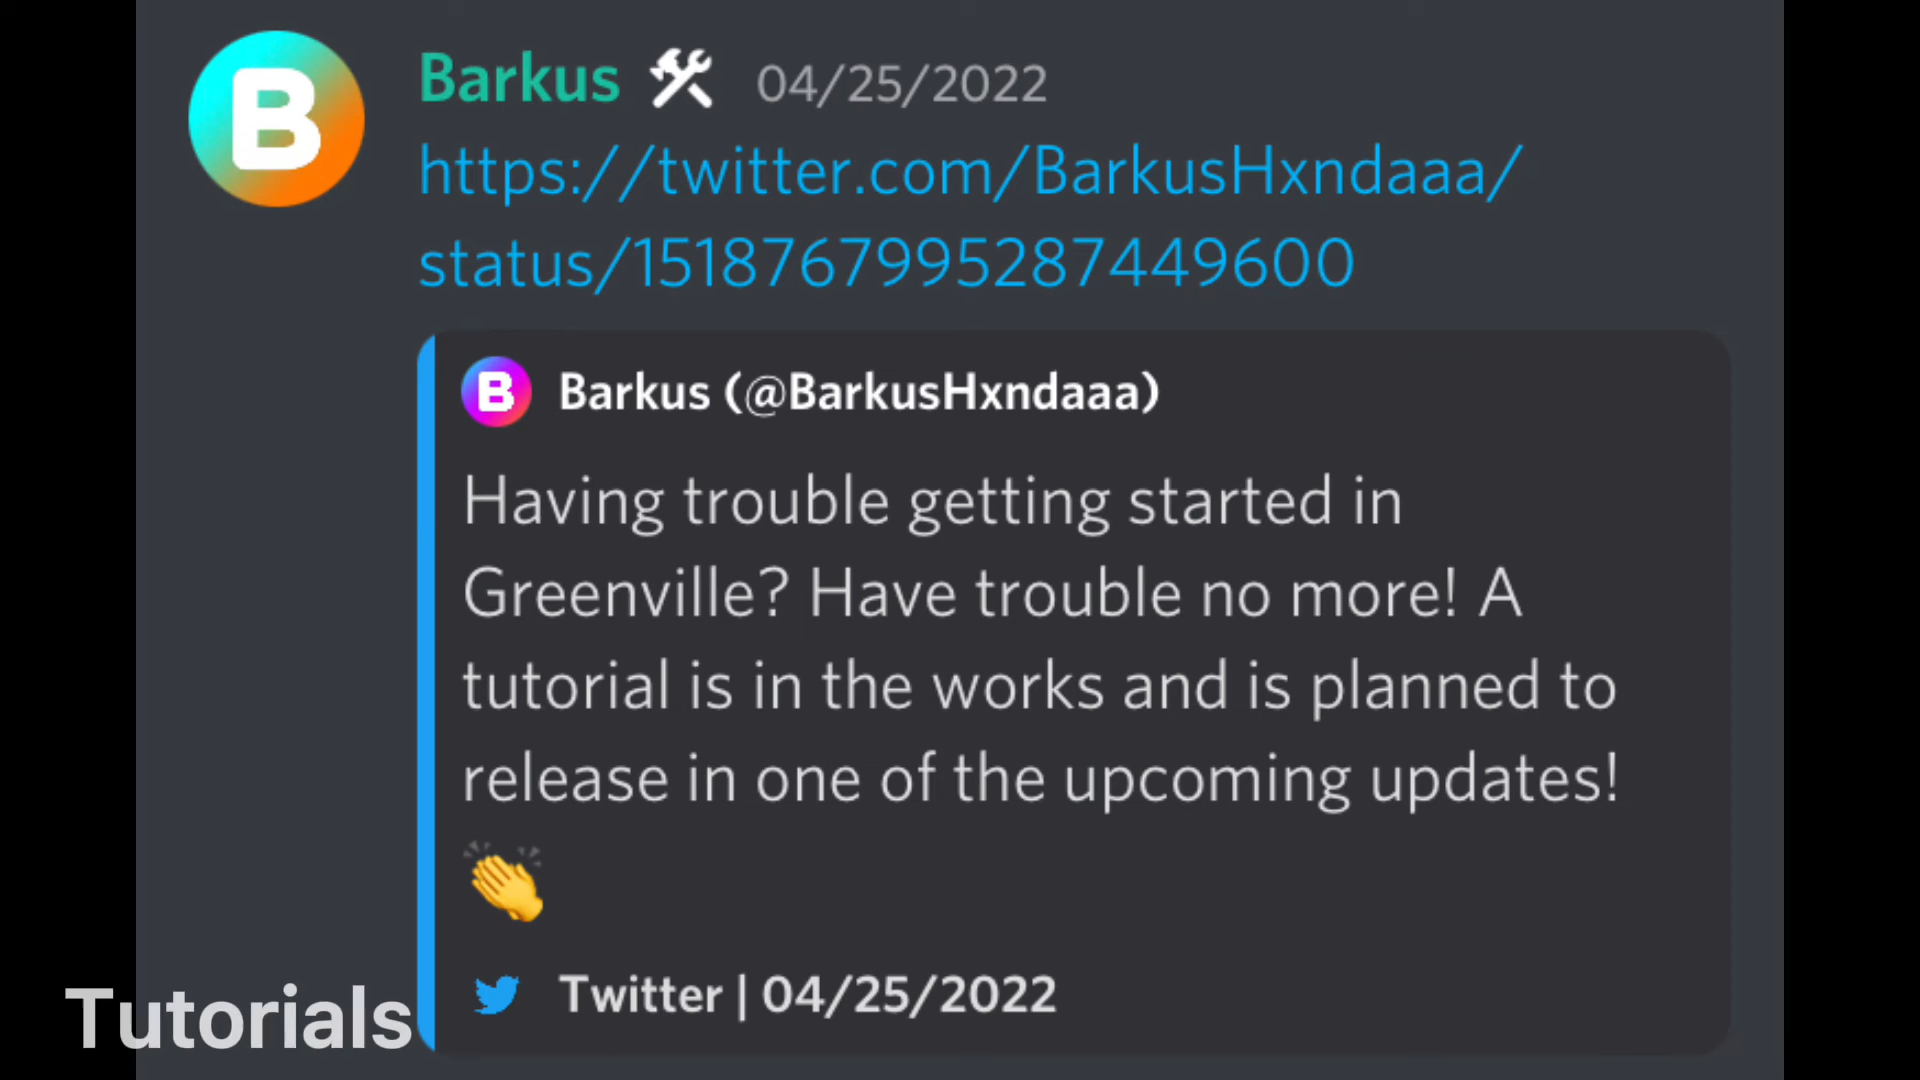 B
Barkus 04/25/2022
https://twitter.com/BarkusHxndaaa/
status/1518767995287449600
B Barkus (@BarkusHxndaaa)
Having trouble getting started in
Greenville? Have trouble no more! A
tutorial is in the works and is planned to
release in one of the upcoming updates!
👏
Twitter | 04/25/2022
Tutorials